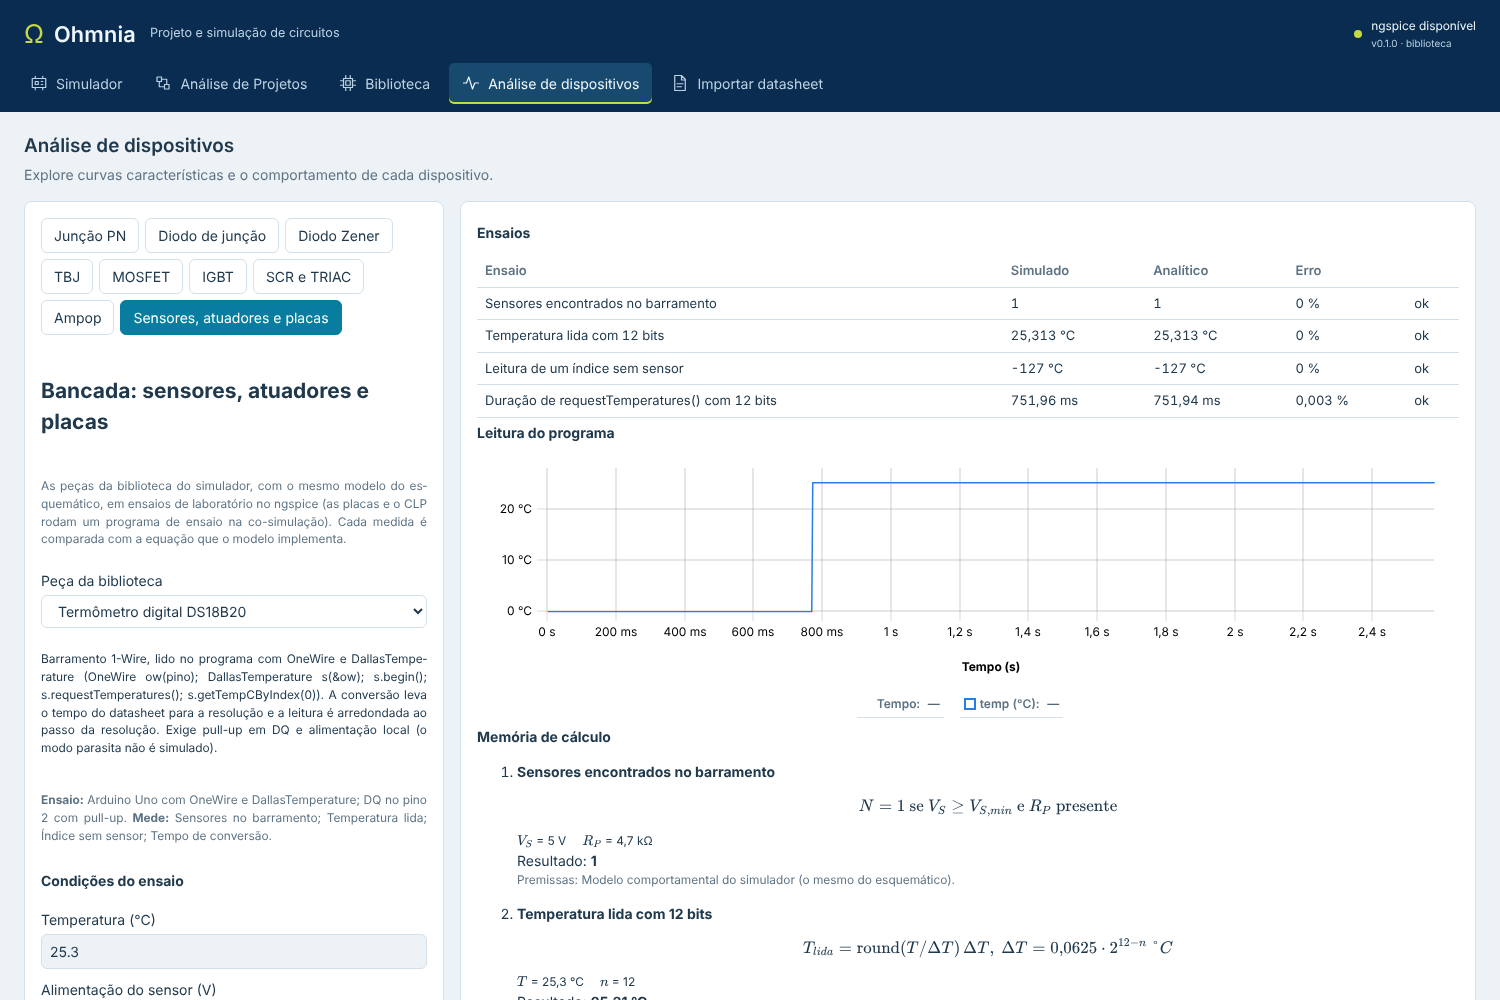 Ω Ohmnia
Projeto e simulação de circuitos
ngspice disponível
v0.1.0 · biblioteca
Simulador
Análise de Projetos
Biblioteca
Análise de dispositivos
Importar datasheet
Análise de dispositivos
Explore curvas características e o comportamento de cada dispositivo.
Junção PN
Diodo de junção
Diodo Zener
TBJ
MOSFET
IGBT
SCR e TRIAC
Ampop
Sensores, atuadores e placas
Bancada: sensores, atuadores e
placas
As peças da biblioteca do simulador, com o mesmo modelo do es-
quemático, em ensaios de laboratório no ngspice (as placas e o CLP
rodam um programa de ensaio na co-simulação). Cada medida é
comparada com a equação que o modelo implementa.
Peça da biblioteca
Termômetro digital DS18B20
Barramento 1-Wire, lido no programa com OneWire e DallasTempe-
rature (OneWire ow(pino); DallasTemperature s(&ow); s.begin();
s.requestTemperatures(); s.getTempCByIndex(0)). A conversão leva
o tempo do datasheet para a resolução e a leitura é arredondada ao
passo da resolução. Exige pull-up em DQ e alimentação local (o
modo parasita não é simulado).
Ensaio: Arduino Uno com OneWire e DallasTemperature; DQ no pino
2 com pull-up. Mede: Sensores no barramento; Temperatura lida;
Índice sem sensor; Tempo de conversão.
Condições do ensaio
Temperatura (°C)
25.3
Alimentação do sensor (V)
Ensaios
Ensaio Simulado Analítico Erro
Sensores encontrados no barramento 1 1 0 % ok
Temperatura lida com 12 bits 25,313 °C 25,313 °C 0 % ok
Leitura de um índice sem sensor -127 °C -127 °C 0 % ok
Duração de requestTemperatures() com 12 bits 751,96 ms 751,94 ms 0,003 % ok
Leitura do programa
20 °C
10 °C
0 °C
0 s 200 ms 400 ms 600 ms 800 ms 1 s 1,2 s 1,4 s 1,6 s 1,8 s 2 s 2,2 s 2,4 s
Tempo (s)
Tempo: — temp (°C): —
Memória de cálculo
1. Sensores encontrados no barramento
N = 1 se V_S ≥ V_{S,min} e R_P presente
V_S = 5 V R_P = 4,7 kΩ
Resultado: 1
Premissas: Modelo comportamental do simulador (o mesmo do esquemático).
2. Temperatura lida com 12 bits
T_{lida} = round(T/ΔT) ΔT, ΔT = 0,0625 · 2^{12−n} °C
T = 25,3 °C n = 12